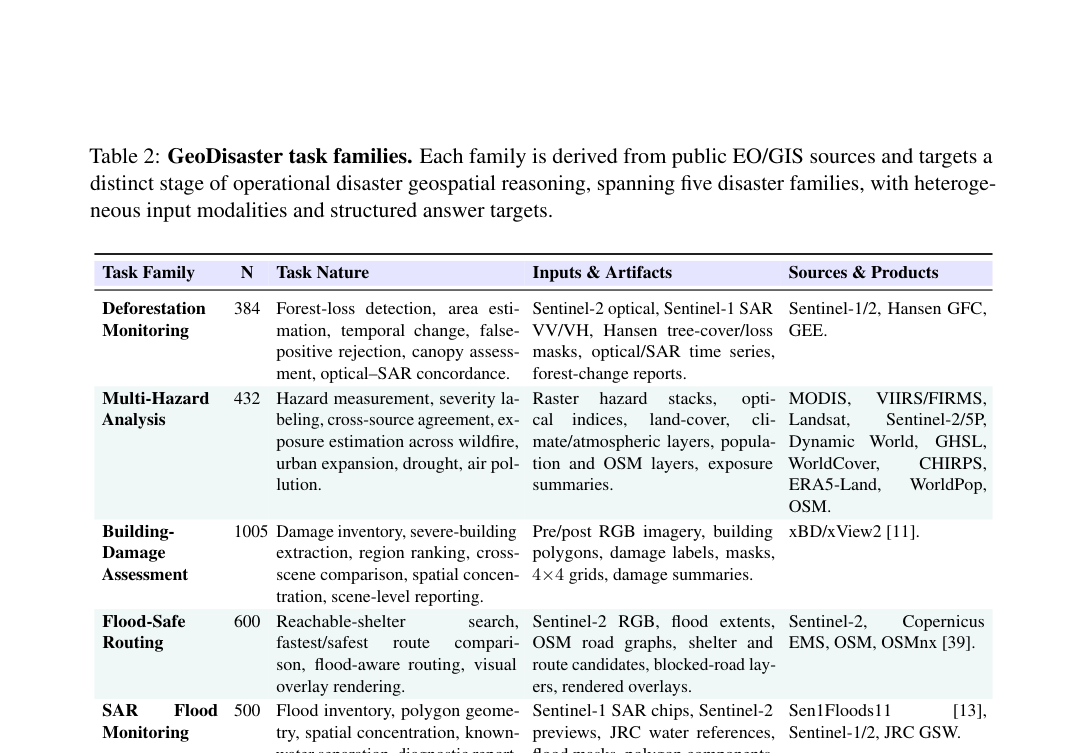 Table 2: GeoDisaster task families. Each family is derived from public EO/GIS sources and targets a
distinct stage of operational disaster geospatial reasoning, spanning five disaster families, with heteroge-
neous input modalities and structured answer targets.
Task Family N Task Nature Inputs & Artifacts Sources & Products
Deforestation 384 Forest-loss detection, area esti- Sentinel-2 optical, Sentinel-1 SAR Sentinel-1/2, Hansen GFC,
Monitoring mation, temporal change, false- VV/VH, Hansen tree-cover/loss GEE.
positive rejection, canopy assess- masks, optical/SAR time series,
ment, optical–SAR concordance. forest-change reports.
Multi-Hazard 432 Hazard measurement, severity la- Raster hazard stacks, opti- MODIS, VIIRS/FIRMS,
Analysis beling, cross-source agreement, ex- cal indices, land-cover, cli- Landsat, Sentinel-2/5P,
posure estimation across wildfire, mate/atmospheric layers, popula- Dynamic World, GHSL,
urban expansion, drought, air pol- tion and OSM layers, exposure WorldCover, CHIRPS,
lution. summaries. ERA5-Land, WorldPop,
OSM.
Building- 1005 Damage inventory, severe-building Pre/post RGB imagery, building xBD/xView2 [11].
Damage extraction, region ranking, cross- polygons, damage labels, masks,
Assessment scene comparison, spatial concen- 4×4 grids, damage summaries.
tration, scene-level reporting.
Flood-Safe 600 Reachable-shelter search, Sentinel-2 RGB, flood extents, Sentinel-2, Copernicus
Routing fastest/safest route compari- OSM road graphs, shelter and EMS, OSM, OSMnx [39].
son, flood-aware routing, visual route candidates, blocked-road lay-
overlay rendering. ers, rendered overlays.
SAR Flood 500 Flood inventory, polygon geome- Sentinel-1 SAR chips, Sentinel-2 Sen1Floods11 [13],
Monitoring try, spatial concentration, known- previews, JRC water references, Sentinel-1/2, JRC GSW.